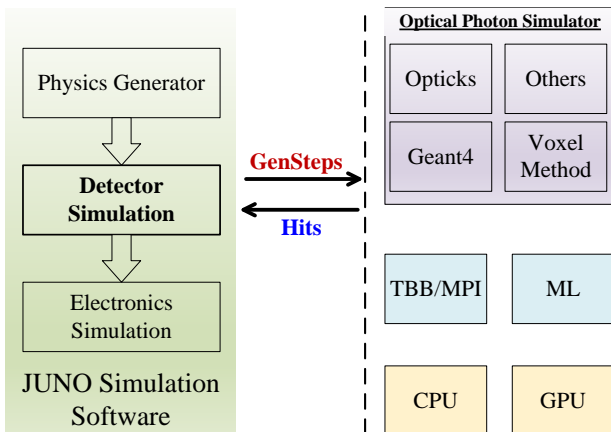 Physics Generator
Detector
Simulation
Electronics
Simulation
JUNO Simulation
Software
GenSteps
Hits
Optical Photon Simulator
Opticks
Others
Geant4
Voxel
Method
TBB/MPI
ML
CPU
GPU